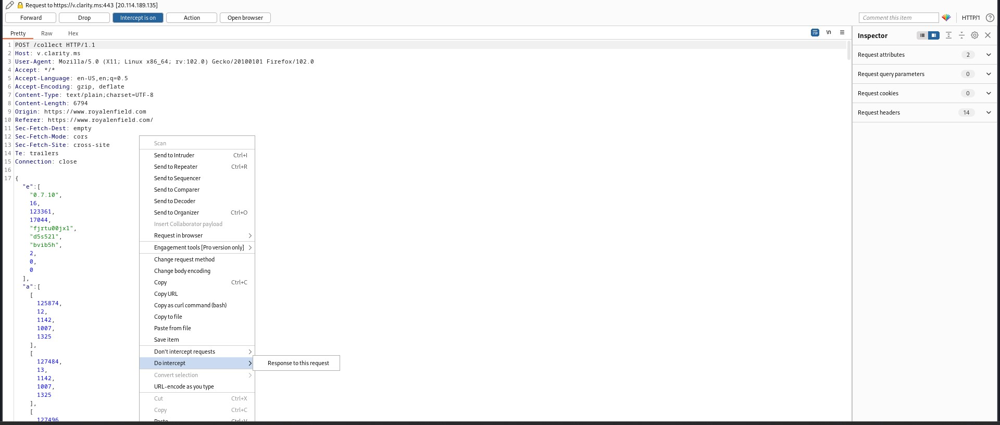 Request to https://v.clarity.ms:443 [20.114.189.135]
Forward Drop Intercept is on Action Open browser Comment this item HTTP/1 ?
Pretty Raw Hex \n
1 POST /collect HTTP/1.1
2 Host: v.clarity.ms
3 User-Agent: Mozilla/5.0 (X11; Linux x86_64; rv:102.0) Gecko/20100101 Firefox/102.0
4 Accept: */*
5 Accept-Language: en-US,en;q=0.5
6 Accept-Encoding: gzip, deflate
7 Content-Type: text/plain;charset=UTF-8
8 Content-Length: 6794
9 Origin: https://www.royalenfield.com
10 Referer: https://www.royalenfield.com/
11 Sec-Fetch-Dest: empty
12 Sec-Fetch-Mode: cors
13 Sec-Fetch-Site: cross-site
14 Te: trailers
15 Connection: close
16
17 {
"e":[
"0.7.10",
16,
123361,
17044,
"fjrtu00jxl",
"d5s52l",
"bvib5h",
2,
0,
0
],
"a":[
[
125874,
12,
1142,
1007,
1325
],
[
127484,
13,
1142,
1007,
1325
],
[
127496
Scan
Send to Intruder Ctrl+I
Send to Repeater Ctrl+R
Send to Sequencer
Send to Comparer
Send to Decoder
Send to Organizer Ctrl+O
Insert Collaborator payload
Request in browser
Engagement tools [Pro version only]
Change request method
Change body encoding
Copy Ctrl+C
Copy URL
Copy as curl command (bash)
Copy to file
Paste from file
Save item
Don't intercept requests
Do intercept
Response to this request
Convert selection
URL-encode as you type
Cut Ctrl+X
Copy Ctrl+C
Paste Ctrl+V
Inspector
Request attributes 2
Request query parameters 0
Request cookies 0
Request headers 14